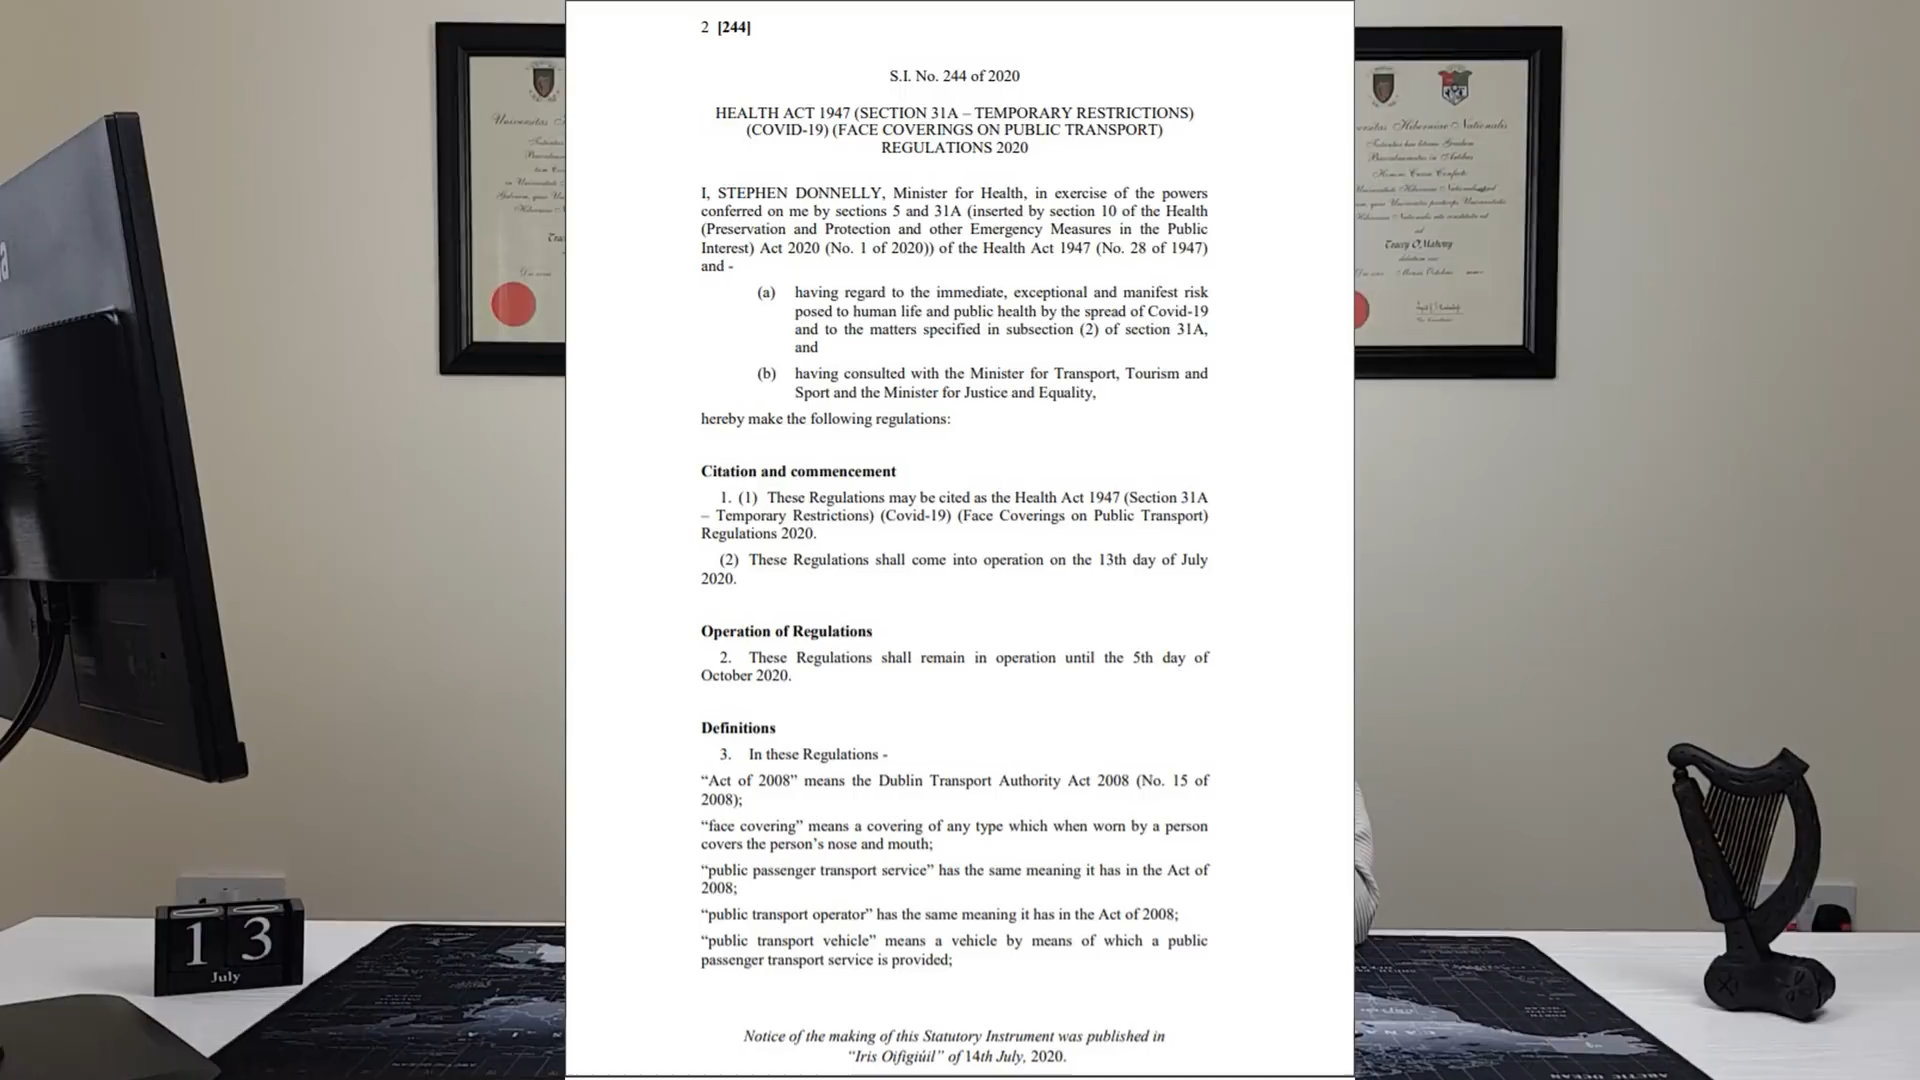 2 [244]
S.I. No. 244 of 2020
HEALTH ACT 1947 (SECTION 31A – TEMPORARY RESTRICTIONS)
(COVID-19) (FACE COVERINGS ON PUBLIC TRANSPORT)
REGULATIONS 2020
I, STEPHEN DONNELLY, Minister for Health, in exercise of the powers
conferred on me by sections 5 and 31A (inserted by section 10 of the Health
(Preservation and Protection and other Emergency Measures in the Public
Interest) Act 2020 (No. 1 of 2020)) of the Health Act 1947 (No. 28 of 1947)
and -
(a) having regard to the immediate, exceptional and manifest risk
posed to human life and public health by the spread of Covid-19
and to the matters specified in subsection (2) of section 31A,
and
(b) having consulted with the Minister for Transport, Tourism and
Sport and the Minister for Justice and Equality,
hereby make the following regulations:
Citation and commencement
1. (1) These Regulations may be cited as the Health Act 1947 (Section 31A
– Temporary Restrictions) (Covid-19) (Face Coverings on Public Transport)
Regulations 2020.
(2) These Regulations shall come into operation on the 13th day of July
2020.
Operation of Regulations
2. These Regulations shall remain in operation until the 5th day of
October 2020.
Definitions
3. In these Regulations -
“Act of 2008” means the Dublin Transport Authority Act 2008 (No. 15 of
2008);
“face covering” means a covering of any type which when worn by a person
covers the person’s nose and mouth;
“public passenger transport service” has the same meaning it has in the Act of
2008;
“public transport operator” has the same meaning it has in the Act of 2008;
“public transport vehicle” means a vehicle by means of which a public
passenger transport service is provided;
Notice of the making of this Statutory Instrument was published in
“Iris Oifigiúil” of 14th July, 2020.
Universitas
Hiberniae Nationalis
Tracy O'Mahony
13
July
ARCTIC OCEAN